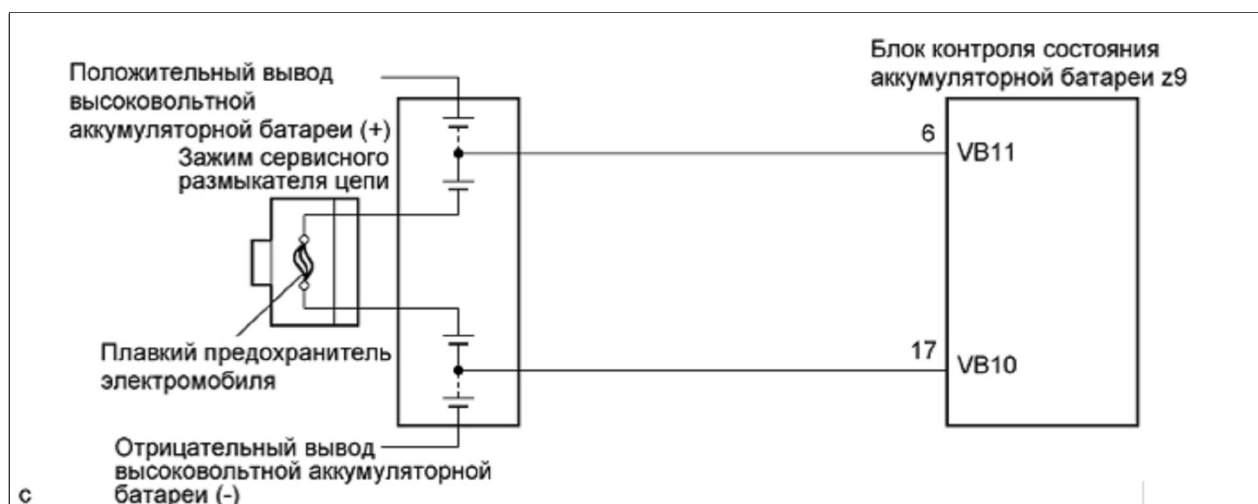 Положительный вывод
высоковольтной
аккумуляторной батареи (+)
Зажим сервисного
размыкателя цепи
Блок контроля состояния
аккумуляторной батареи z9
6
VB11
17
VB10
Плавкий предохранитель
электромобиля
Отрицательный вывод
высоковольтной аккумуляторной
батареи (-)
c